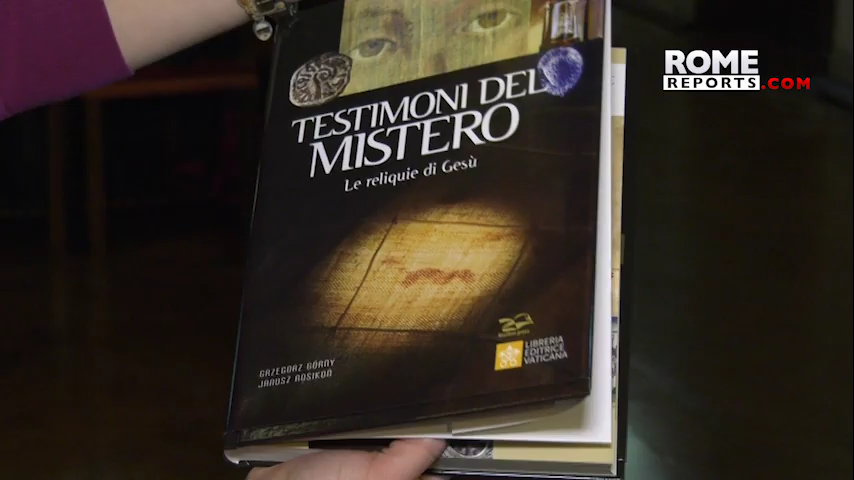 ROME
REPORTS.COM
TESTIMONI DEL
MISTERO
Le reliquie di Gesù
GRZEGORZ GÓRNY
JANUSZ ROSIKOŃ
LIBRERIA
EDITRICE
VATICANA